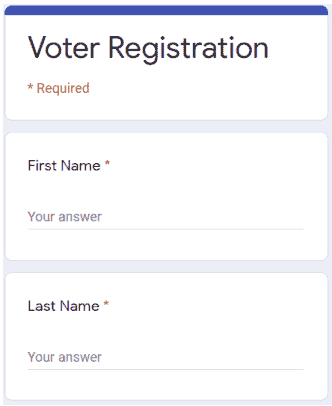 Voter Registration
* Required
First Name *
Your answer
Last Name *
Your answer